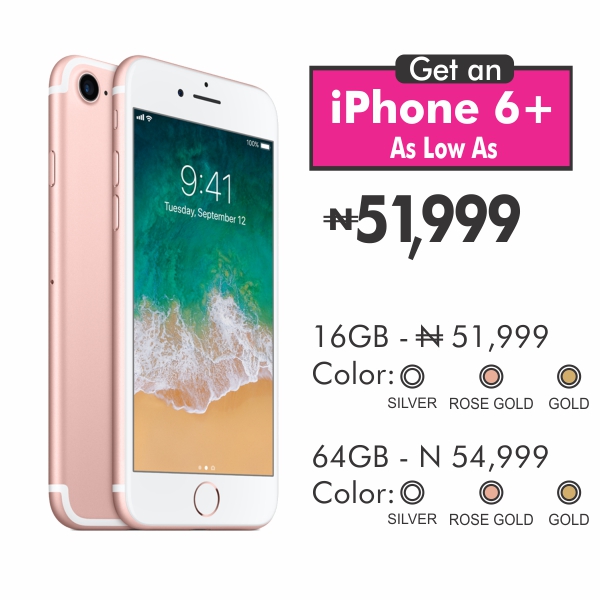 Get an
iPhone 6+
As Low As
₦51,999
100%
9:41
Tuesday, September 12
16GB - ₦ 51,999
Color:
SILVER ROSE GOLD GOLD
64GB - N 54,999
Color:
SILVER ROSE GOLD GOLD